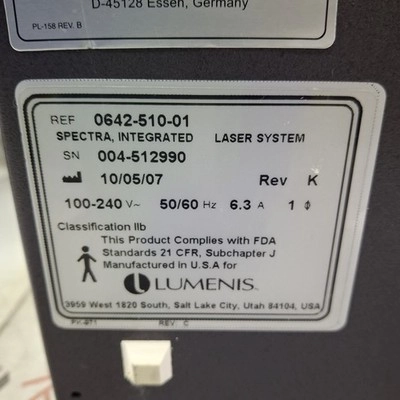 D-45128 Essen, Germany
PL-158 REV. B
REF 0642-510-01
SPECTRA, INTEGRATED LASER SYSTEM
SN 004-512990
10/05/07 Rev K
100-240 V~ 50/60 Hz 6.3 A 1 ϕ
Classification IIb
This Product Complies with FDA
Standards 21 CFR, Subchapter J
Manufactured in U.S.A for
LUMENIS
3959 West 1820 South, Salt Lake City, Utah 84104, USA
REV. C